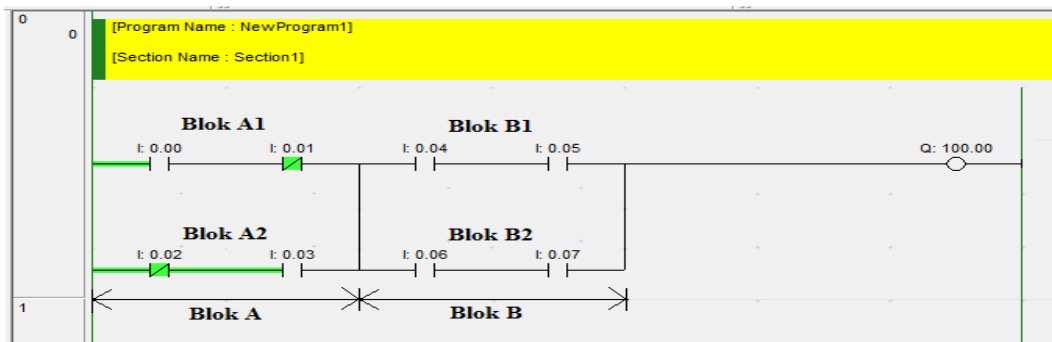 0
0
[Program Name : NewProgram1]
[Section Name : Section1]
Blok A1
Blok B1
I: 0.00
I: 0.01
I: 0.04
I: 0.05
Q: 100.00
Blok A2
Blok B2
I: 0.02
I: 0.03
I: 0.06
I: 0.07
1
Blok A
Blok B